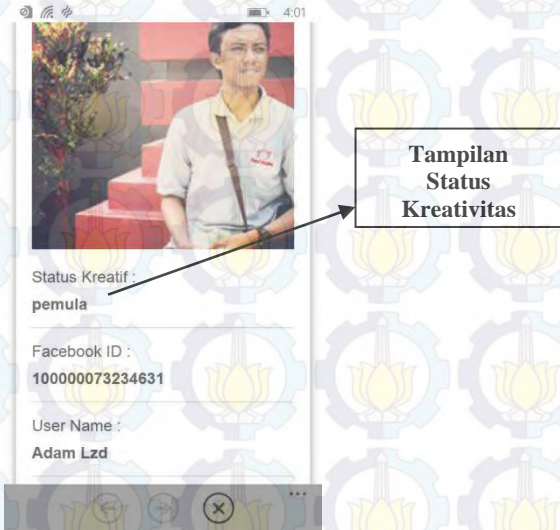 4:01
Tampilan
Status
Kreativitas
Status Kreatif :
pemula
Facebook ID :
100000073234631
User Name :
Adam Lzd